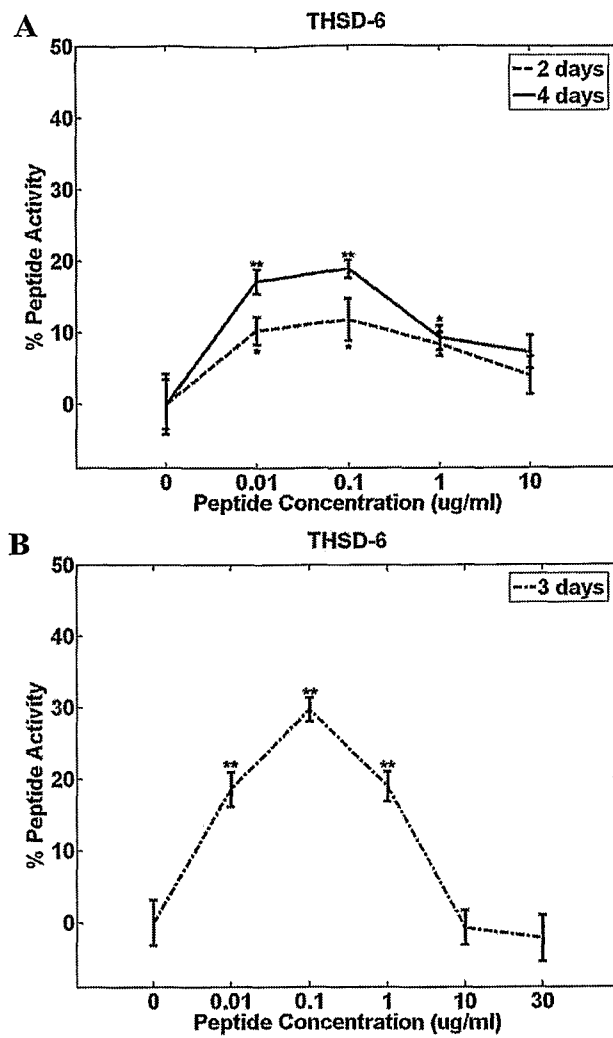 A
THSD-6
50
40
30
20
10
0
% Peptide Activity
2 days
4 days
**
**
*
*
*
0 0.01 0.1 1 10
Peptide Concentration (ug/ml)
B
THSD-6
50
40
30
20
10
0
% Peptide Activity
3 days
**
**
**
0 0.01 0.1 1 10 30
Peptide Concentration (ug/ml)